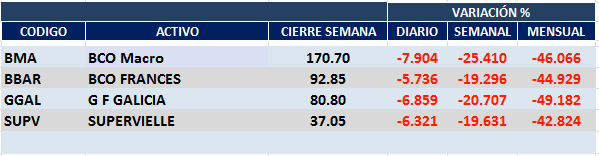 VARIACIÓN %
CODIGO ACTIVO CIERRE SEMANA DIARIO SEMANAL MENSUAL
BMA BCO Macro 170.70 -7.904 -25.410 -46.066
BBAR BCO FRANCES 92.85 -5.736 -19.296 -44.929
GGAL G F GALICIA 80.80 -6.859 -20.707 -49.182
SUPV SUPERVIELLE 37.05 -6.321 -19.631 -42.824